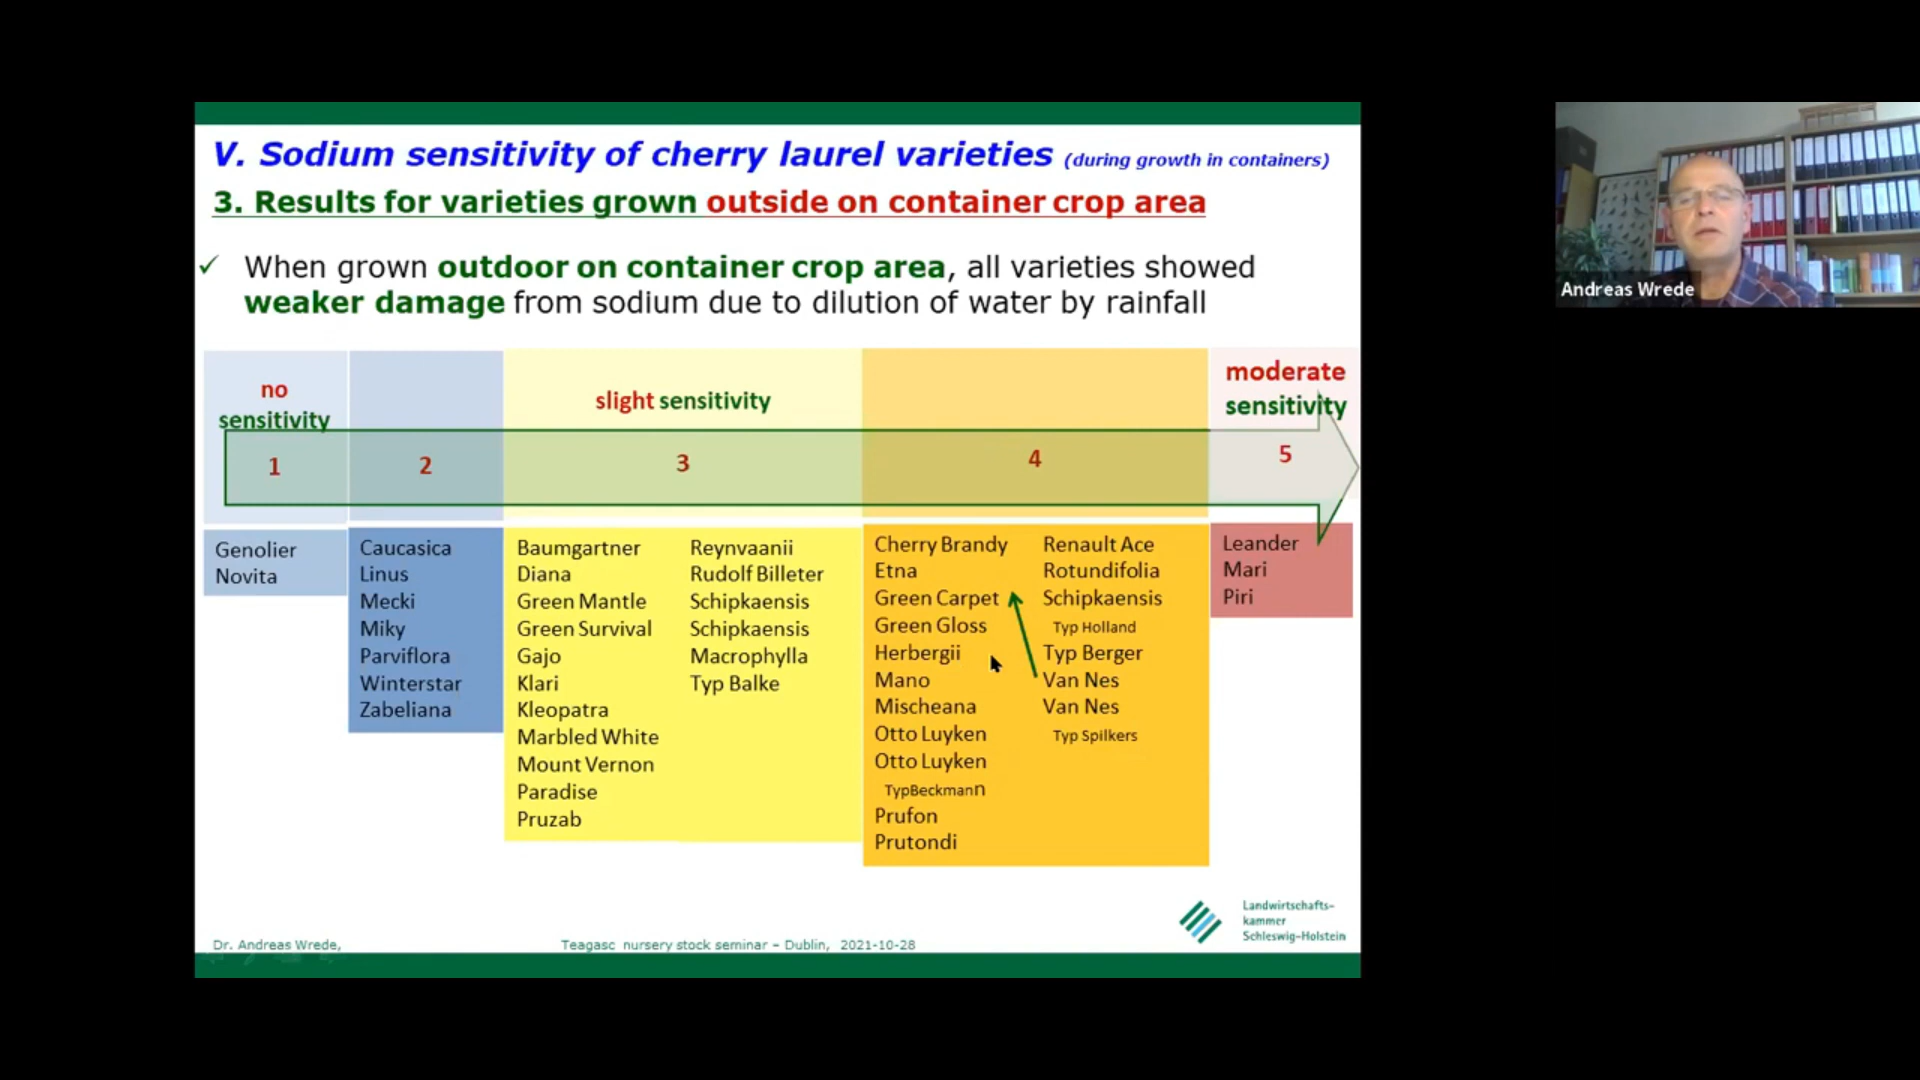 V. Sodium sensitivity of cherry laurel varieties (during growth in containers)
3. Results for varieties grown outside on container crop area
✓ When grown outdoor on container crop area, all varieties showed
weaker damage from sodium due to dilution of water by rainfall
no
sensitivity
slight sensitivity
moderate
sensitivity
1
2
3
4
5
Genolier
Novita
Caucasica
Linus
Mecki
Miky
Parviflora
Winterstar
Zabeliana
Baumgartner
Diana
Green Mantle
Green Survival
Gajo
Klari
Kleopatra
Marbled White
Mount Vernon
Paradise
Pruzab
Reynvaanii
Rudolf Billeter
Schipkaensis
Schipkaensis
Macrophylla
Typ Balke
Cherry Brandy
Etna
Green Carpet
Green Gloss
Herbergii
Mano
Mischeana
Otto Luyken
Otto Luyken
TypBeckmann
Prufon
Prutondi
Renault Ace
Rotundifolia
Schipkaensis
Typ Holland
Typ Berger
Van Nes
Van Nes
Typ Spilkers
Leander
Mari
Piri
Dr. Andreas Wrede,
Teagasc nursery stock seminar – Dublin, 2021-10-28
Landwirtschafts-
kammer
Schleswig-Holstein
Andreas Wrede